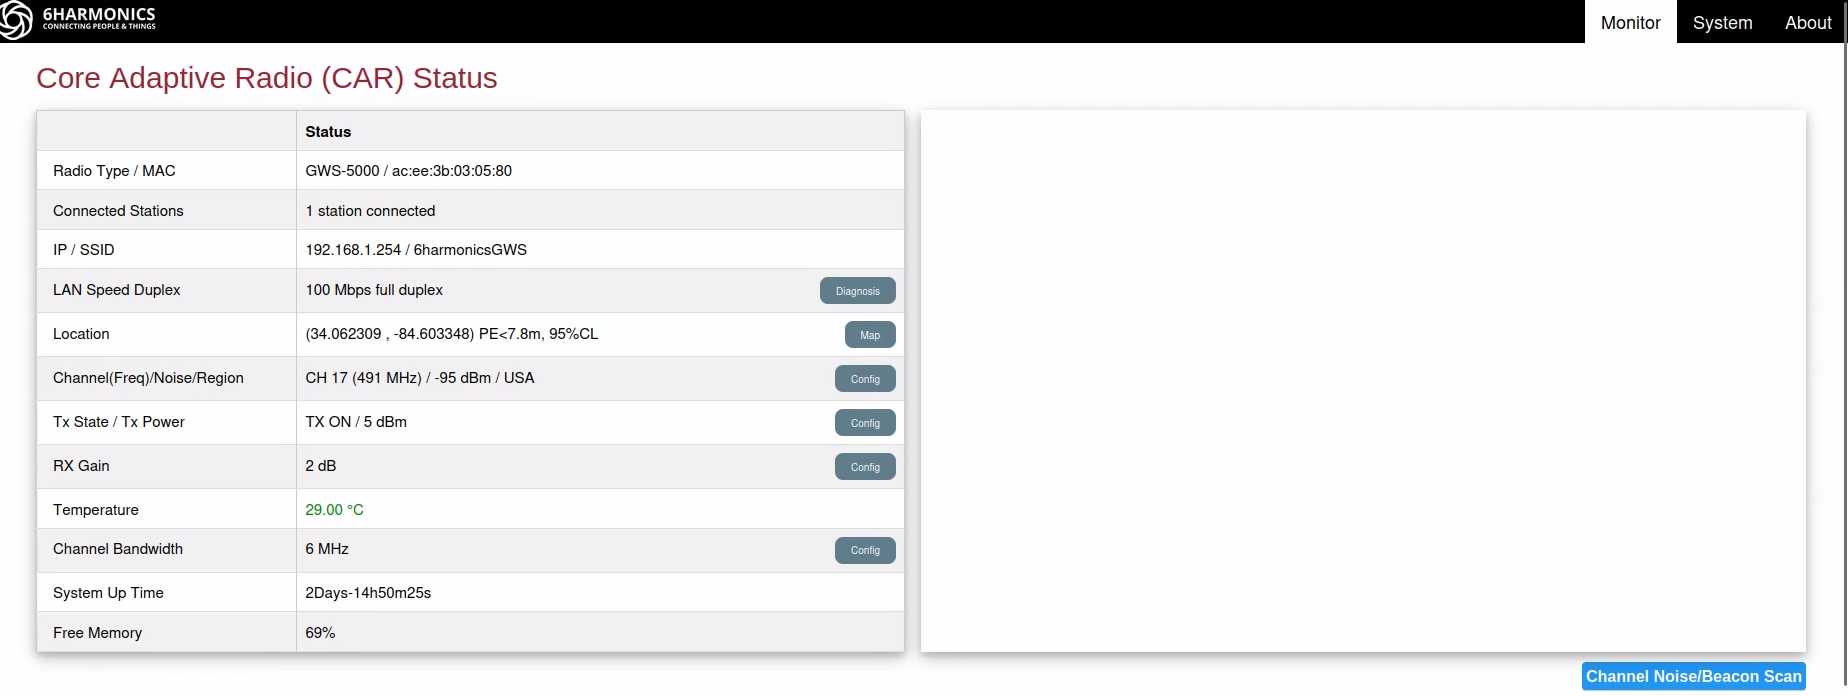 6HARMONICS
CONNECTING PEOPLE & THINGS
Monitor System About
Core Adaptive Radio (CAR) Status
Status
Radio Type / MAC GWS-5000 / ac:ee:3b:03:05:80
Connected Stations 1 station connected
IP / SSID 192.168.1.254 / 6harmonicsGWS
LAN Speed Duplex 100 Mbps full duplex Diagnosis
Location (34.062309 , -84.603348) PE<7.8m, 95%CL Map
Channel(Freq)/Noise/Region CH 17 (491 MHz) / -95 dBm / USA Config
Tx State / Tx Power TX ON / 5 dBm Config
RX Gain 2 dB Config
Temperature 29.00 °C
Channel Bandwidth 6 MHz Config
System Up Time 2Days-14h50m25s
Free Memory 69%
Channel Noise/Beacon Scan